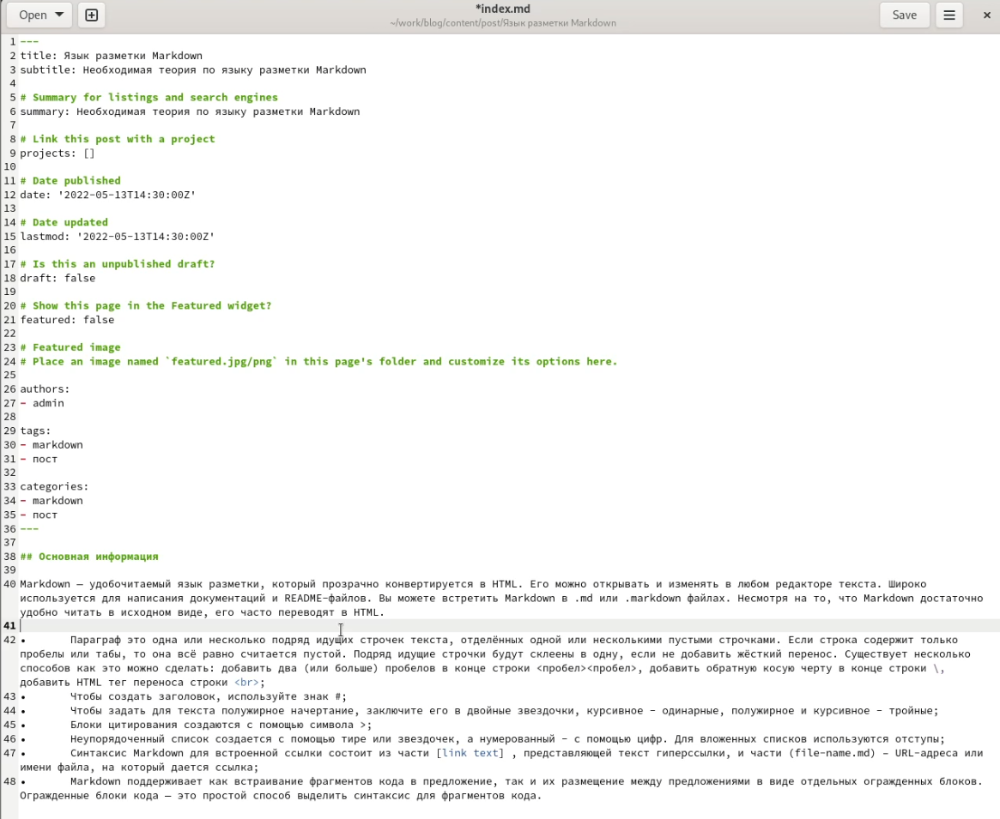 Open
*index.md
~/work/blog/content/post/Язык разметки Markdown
Save
1 ---
2 title: Язык разметки Markdown
3 subtitle: Необходимая теория по языку разметки Markdown
4
5 # Summary for listings and search engines
6 summary: Необходимая теория по языку разметки Markdown
7
8 # Link this post with a project
9 projects: []
10
11 # Date published
12 date: '2022-05-13T14:30:00Z'
13
14 # Date updated
15 lastmod: '2022-05-13T14:30:00Z'
16
17 # Is this an unpublished draft?
18 draft: false
19
20 # Show this page in the Featured widget?
21 featured: false
22
23 # Featured image
24 # Place an image named `featured.jpg/png` in this page's folder and customize its options here.
25
26 authors:
27 - admin
28
29 tags:
30 - markdown
31 - пост
32
33 categories:
34 - markdown
35 - пост
36 ---
37
38 ## Основная информация
39
40 Markdown — удобочитаемый язык разметки, который прозрачно конвертируется в HTML. Его можно открывать и изменять в любом редакторе текста. Широко
используется для написания документаций и README-файлов. Вы можете встретить Markdown в .md или .markdown файлах. Несмотря на то, что Markdown достаточно
удобно читать в исходном виде, его часто переводят в HTML.
41
42 • Параграф это одна или несколько подряд идущих строчек текста, отделённых одной или несколькими пустыми строчками. Если строка содержит только
пробелы или табы, то она всё равно считается пустой. Подряд идущие строчки будут склеены в одну, если не добавить жёсткий перенос. Существует несколько
способов как это можно сделать: добавить два (или больше) пробелов в конце строки <пробел><пробел>, добавить обратную косую черту в конце строки \,
добавить HTML тег переноса строки <br>;
43 • Чтобы создать заголовок, используйте знак #;
44 • Чтобы задать для текста полужирное начертание, заключите его в двойные звездочки, курсивное – одинарные, полужирное и курсивное – тройные;
45 • Блоки цитирования создаются с помощью символа >;
46 • Неупорядоченный список создается с помощью тире или звездочек, а нумерованный – с помощью цифр. Для вложенных списков используются отступы;
47 • Синтаксис Markdown для встроенной ссылки состоит из части [link text] , представляющей текст гиперссылки, и части (file-name.md) – URL-адреса или
имени файла, на который дается ссылка;
48 • Markdown поддерживает как встраивание фрагментов кода в предложение, так и их размещение между предложениями в виде отдельных огражденных блоков.
Огражденные блоки кода — это простой способ выделить синтаксис для фрагментов кода.